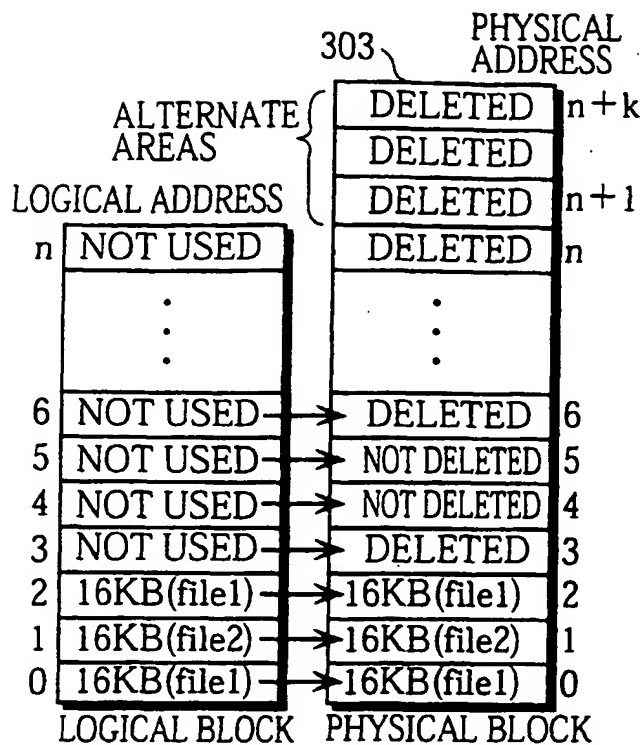 PHYSICAL
303 ADDRESS
DELETED n+k
ALTERNATE
AREAS
DELETED
DELETED n+1
LOGICAL ADDRESS
n NOT USED DELETED n
6 NOT USED DELETED 6
5 NOT USED NOT DELETED 5
4 NOT USED NOT DELETED 4
3 NOT USED DELETED 3
2 16KB(file1) 16KB(file1) 2
1 16KB(file2) 16KB(file2) 1
0 16KB(file1) 16KB(file1) 0
LOGICAL BLOCK PHYSICAL BLOCK